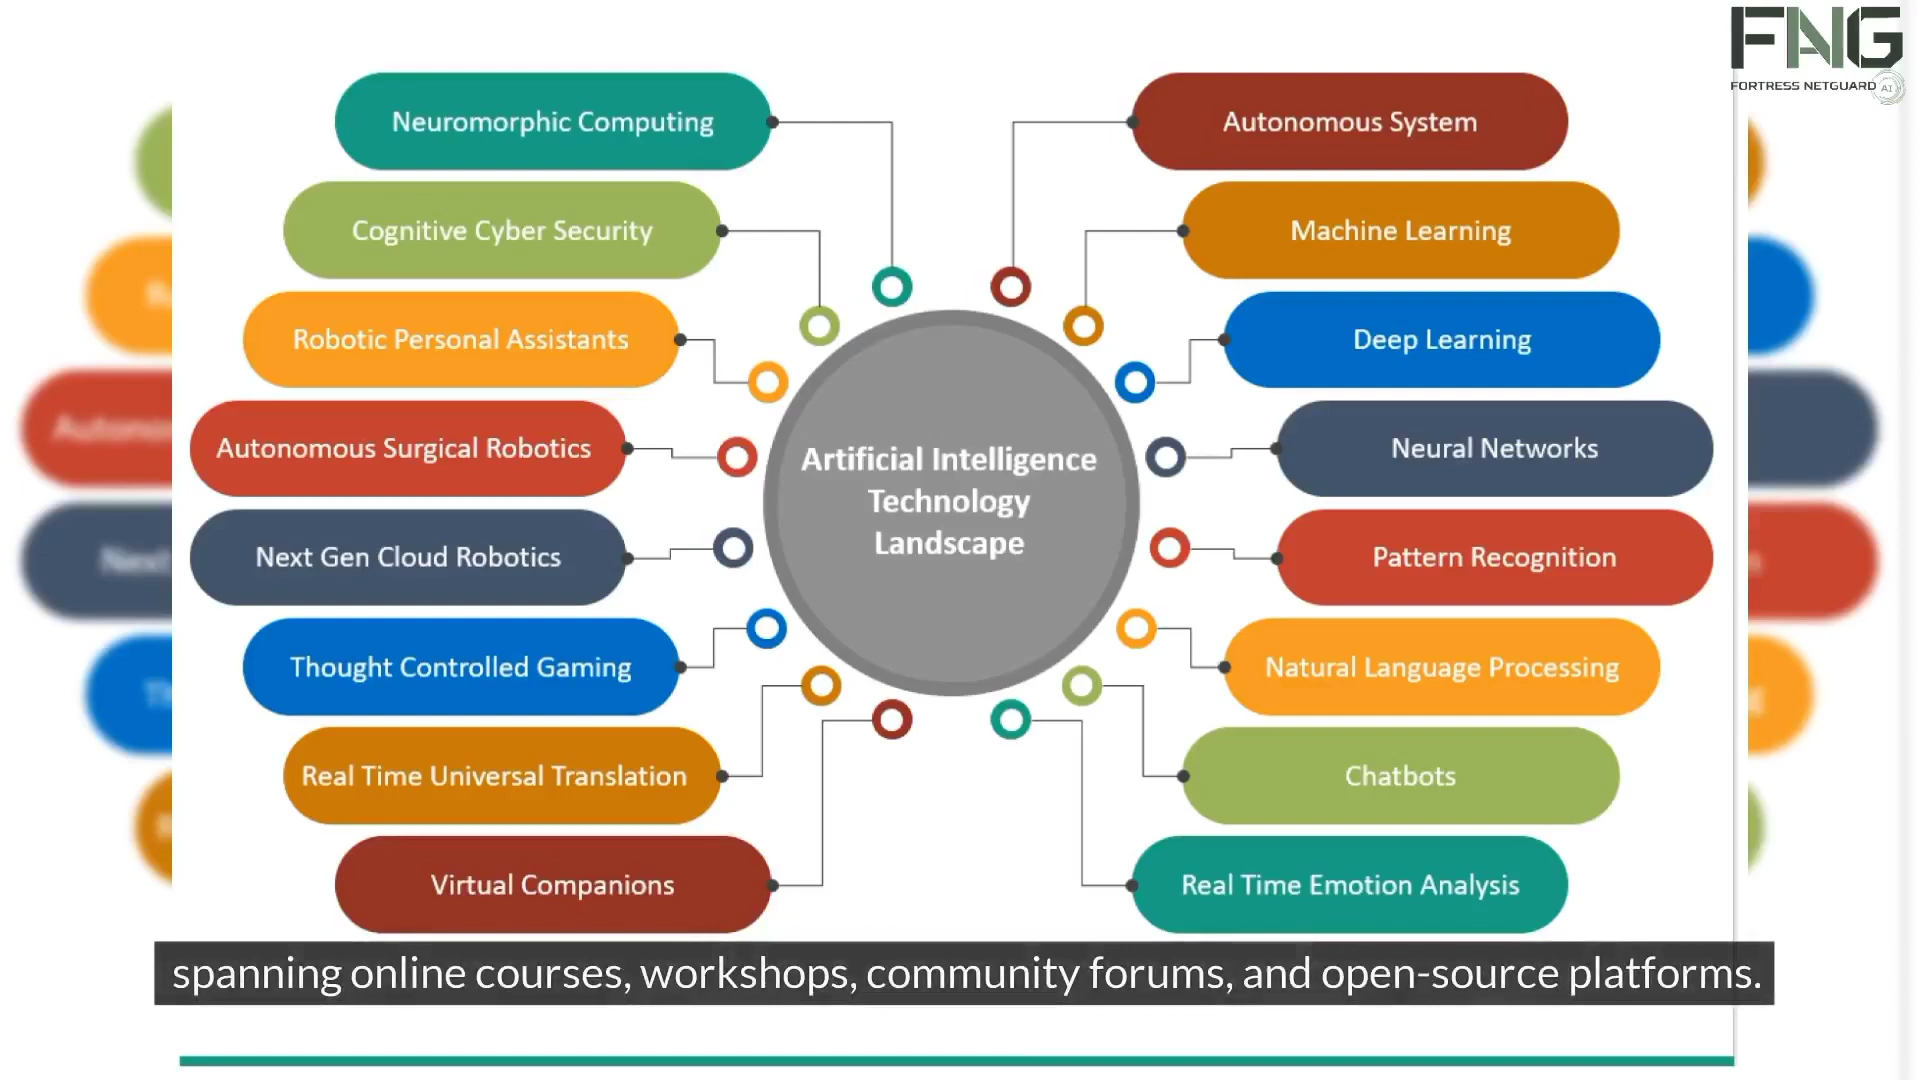 FNG
FORTRESS NETGUARD AI
Neuromorphic Computing
Cognitive Cyber Security
Robotic Personal Assistants
Autonomous Surgical Robotics
Next Gen Cloud Robotics
Thought Controlled Gaming
Real Time Universal Translation
Virtual Companions
Artificial Intelligence
Technology
Landscape
Autonomous System
Machine Learning
Deep Learning
Neural Networks
Pattern Recognition
Natural Language Processing
Chatbots
Real Time Emotion Analysis
spanning online courses, workshops, community forums, and open-source platforms.